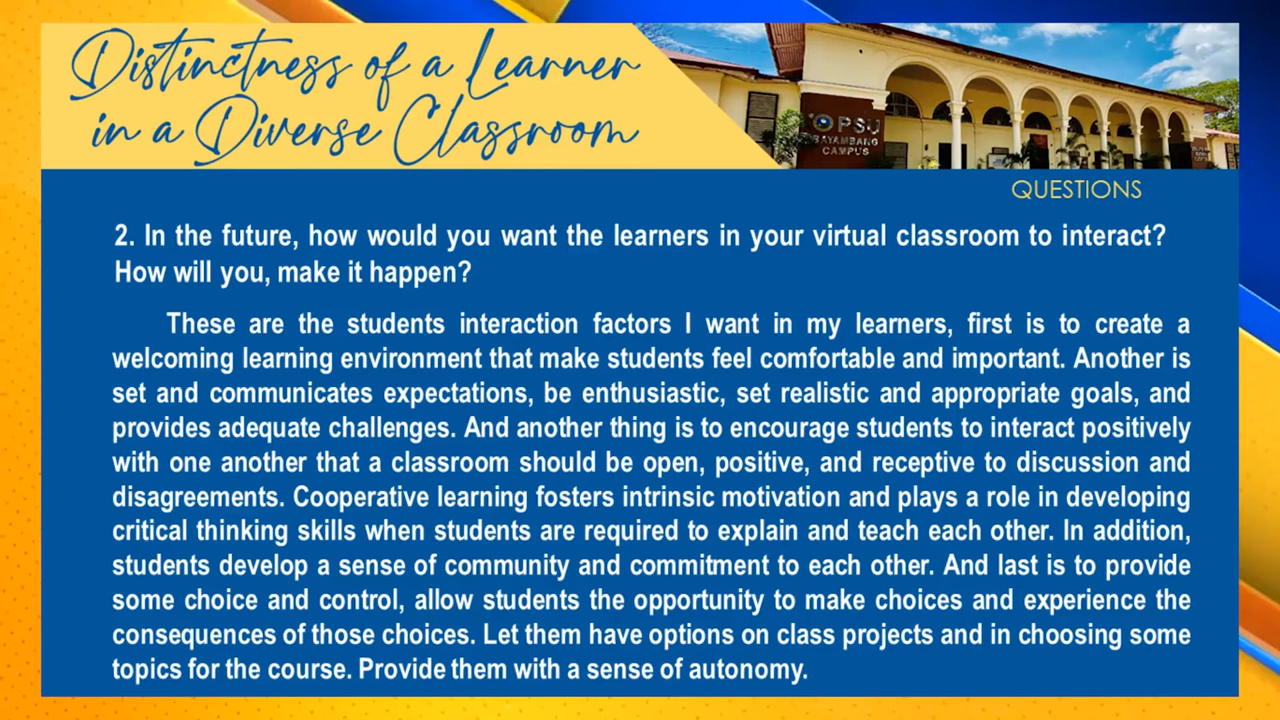 Distinctness of a Learner
in a Diverse Classroom
PSU
BAYAMBANG
CAMPUS
QUESTIONS
2. In the future, how would you want the learners in your virtual classroom to interact?
How will you, make it happen?
These are the students interaction factors I want in my learners, first is to create a
welcoming learning environment that make students feel comfortable and important. Another is
set and communicates expectations, be enthusiastic, set realistic and appropriate goals, and
provides adequate challenges. And another thing is to encourage students to interact positively
with one another that a classroom should be open, positive, and receptive to discussion and
disagreements. Cooperative learning fosters intrinsic motivation and plays a role in developing
critical thinking skills when students are required to explain and teach each other. In addition,
students develop a sense of community and commitment to each other. And last is to provide
some choice and control, allow students the opportunity to make choices and experience the
consequences of those choices. Let them have options on class projects and in choosing some
topics for the course. Provide them with a sense of autonomy.